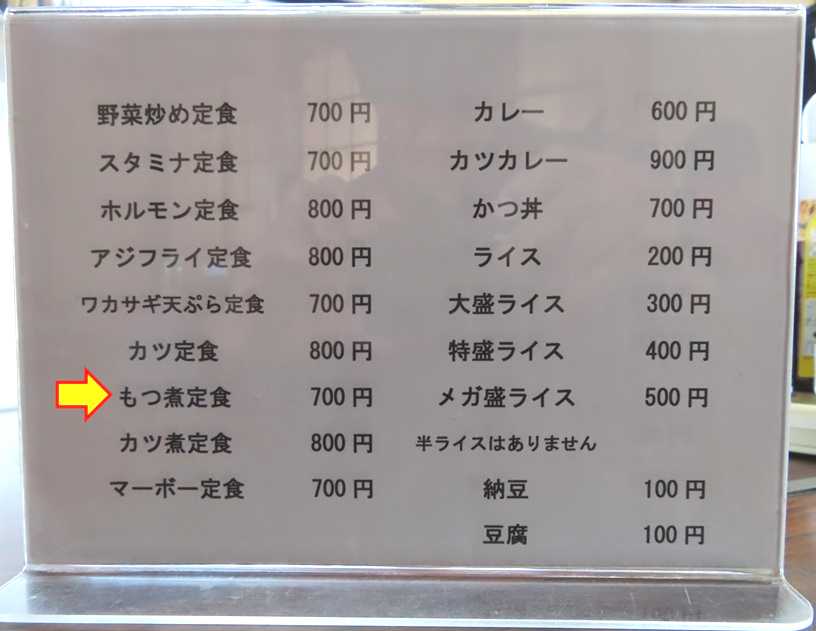 野菜炒め定食 700円
スタミナ定食 700円
ホルモン定食 800円
アジフライ定食 800円
ワカサギ天ぷら定食 700円
カツ定食 800円
もつ煮定食 700円
カツ煮定食 800円
マーボー定食 700円
カレー 600円
カツカレー 900円
かつ丼 700円
ライス 200円
大盛ライス 300円
特盛ライス 400円
メガ盛ライス 500円
半ライスはありません
納豆 100円
豆腐 100円